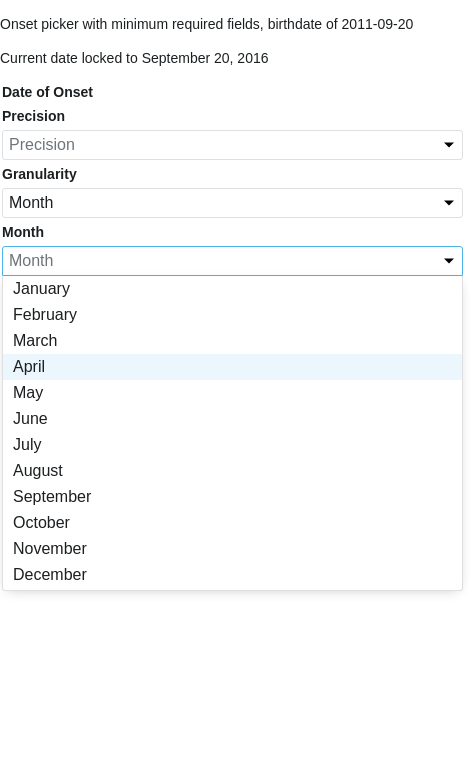 Onset picker with minimum required fields, birthdate of 2011-09-20
Current date locked to September 20, 2016
Date of Onset
Precision
Precision
Granularity
Month
Month
Month
January
February
March
April
May
June
July
August
September
October
November
December